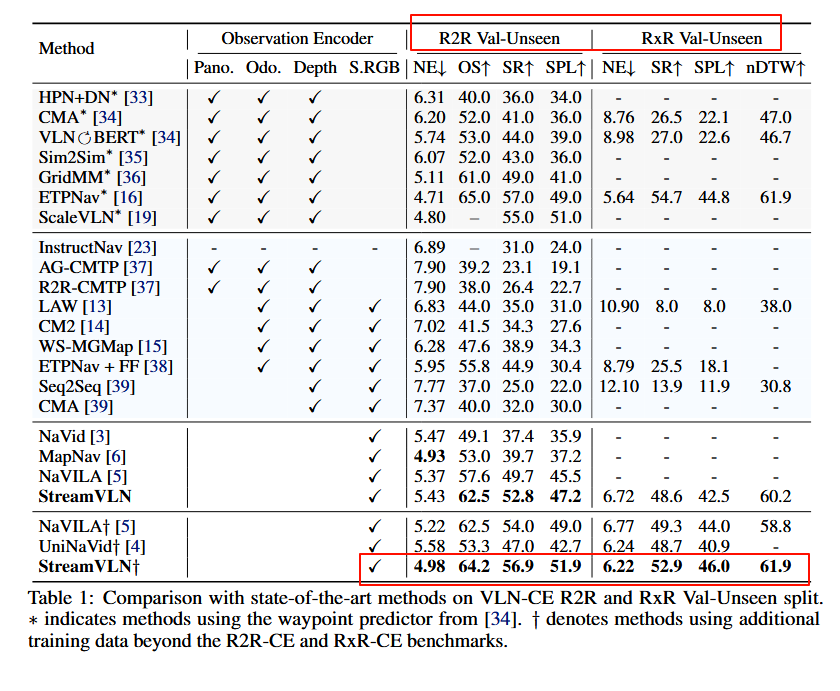 Method Observation Encoder R2R Val-Unseen RxR Val-Unseen
Pano. Odo. Depth S.RGB NE↓ OS↑ SR↑ SPL↑ NE↓ SR↑ SPL↑ nDTW↑
HPN+DN* [33] ✓ ✓ ✓ 6.31 40.0 36.0 34.0 - - - -
CMA* [34] ✓ ✓ ✓ 6.20 52.0 41.0 36.0 8.76 26.5 22.1 47.0
VLN↻BERT* [34] ✓ ✓ ✓ 5.74 53.0 44.0 39.0 8.98 27.0 22.6 46.7
Sim2Sim* [35] ✓ ✓ ✓ 6.07 52.0 43.0 36.0 - - - -
GridMM* [36] ✓ ✓ ✓ 5.11 61.0 49.0 41.0 - - - -
ETPNav* [16] ✓ ✓ ✓ 4.71 65.0 57.0 49.0 5.64 54.7 44.8 61.9
ScaleVLN* [19] ✓ ✓ ✓ 4.80 – 55.0 51.0 - - - -
InstructNav [23] - - - - 6.89 – 31.0 24.0 - - - -
AG-CMTP [37] ✓ ✓ ✓ 7.90 39.2 23.1 19.1 - - - -
R2R-CMTP [37] ✓ ✓ ✓ 7.90 38.0 26.4 22.7 - - - -
LAW [13] ✓ ✓ ✓ 6.83 44.0 35.0 31.0 10.90 8.0 8.0 38.0
CM2 [14] ✓ ✓ ✓ 7.02 41.5 34.3 27.6 - - - -
WS-MGMap [15] ✓ ✓ ✓ 6.28 47.6 38.9 34.3 - - - -
ETPNav + FF [38] ✓ ✓ ✓ 5.95 55.8 44.9 30.4 8.79 25.5 18.1 -
Seq2Seq [39] ✓ ✓ 7.77 37.0 25.0 22.0 12.10 13.9 11.9 30.8
CMA [39] ✓ ✓ 7.37 40.0 32.0 30.0 - - - -
NaVid [3] ✓ 5.47 49.1 37.4 35.9 - - - -
MapNav [6] ✓ 4.93 53.0 39.7 37.2 - - - -
NaVILA [5] ✓ 5.37 57.6 49.7 45.5 - - - -
StreamVLN ✓ 5.43 62.5 52.8 47.2 6.72 48.6 42.5 60.2
NaVILA† [5] ✓ 5.22 62.5 54.0 49.0 6.77 49.3 44.0 58.8
UniNaVid† [4] ✓ 5.58 53.3 47.0 42.7 6.24 48.7 40.9 -
StreamVLN† ✓ 4.98 64.2 56.9 51.9 6.22 52.9 46.0 61.9
Table 1: Comparison with state-of-the-art methods on VLN-CE R2R and RxR Val-Unseen split.
* indicates methods using the waypoint predictor from [34]. † denotes methods using additional
training data beyond the R2R-CE and RxR-CE benchmarks.